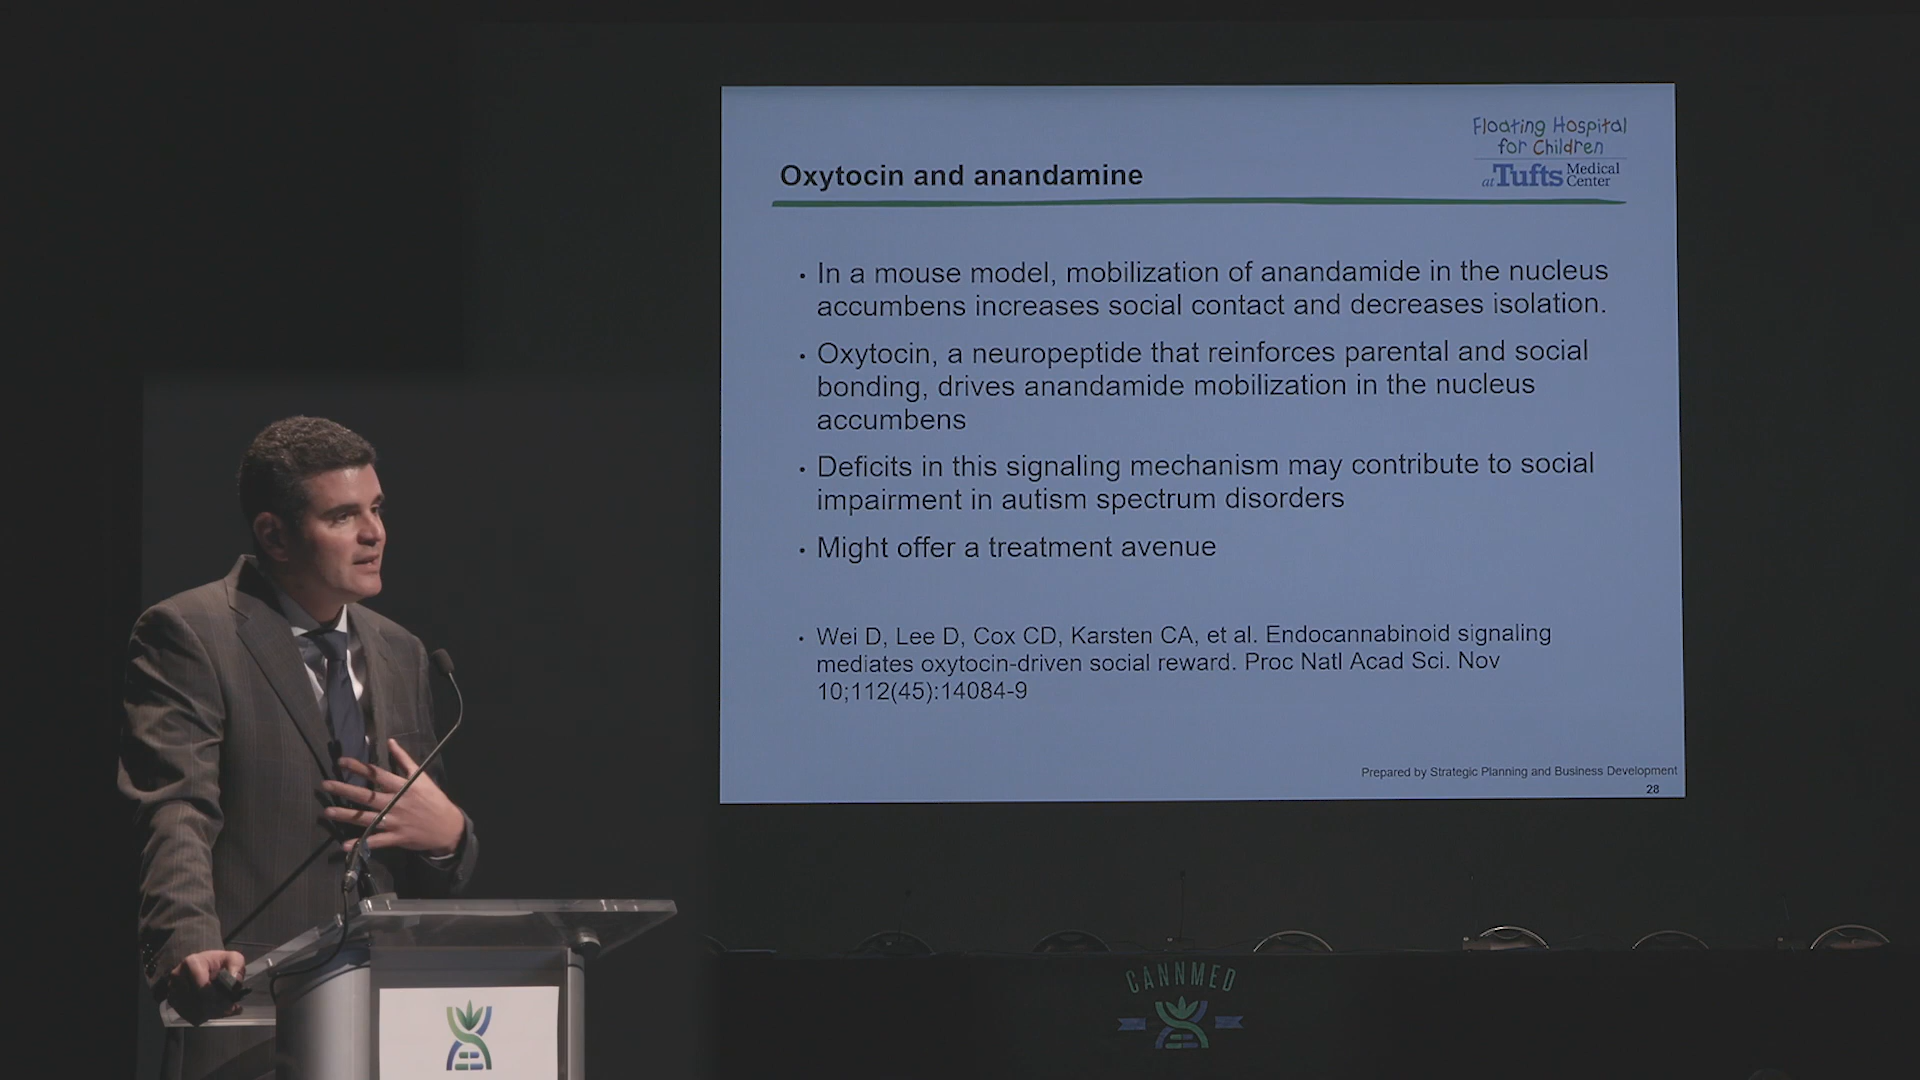 Floating Hospital
for Children
at Tufts Medical
Center
Oxytocin and anandamine
• In a mouse model, mobilization of anandamide in the nucleus
accumbens increases social contact and decreases isolation.
• Oxytocin, a neuropeptide that reinforces parental and social
bonding, drives anandamide mobilization in the nucleus
accumbens
• Deficits in this signaling mechanism may contribute to social
impairment in autism spectrum disorders
• Might offer a treatment avenue
• Wei D, Lee D, Cox CD, Karsten CA, et al. Endocannabinoid signaling
mediates oxytocin-driven social reward. Proc Natl Acad Sci. Nov
10;112(45):14084-9
Prepared by Strategic Planning and Business Development
28
CANNMED